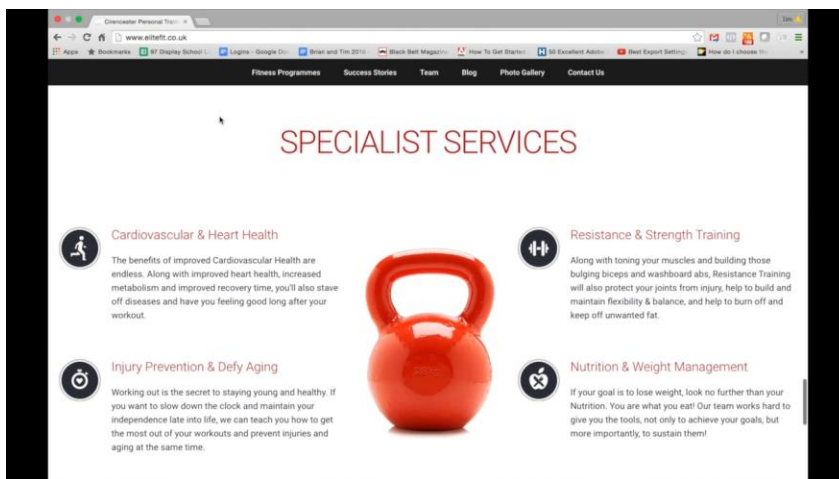 Cirencester Personal Train
Tim
www.elitefit.co.uk
Apps
Bookmarks
Logins - Google Do
Brian and Tim 2016
Black Belt Magazine
How To Get Started
50 Excellent Adobe
Best Export Setting
How do I choose th
Fitness Programmes
Success Stories
Team
Blog
Photo Gallery
Contact Us
SPECIALIST SERVICES
Cardiovascular & Heart Health
The benefits of improved Cardiovascular Health are
endless. Along with improved heart health, increased
metabolism and improved recovery time, you'll also stave
off diseases and have you feeling good long after your
workout.
Resistance & Strength Training
Along with toning your muscles and building those
bulging biceps and washboard abs, Resistance Training
will also protect your joints from injury, help to build and
maintain flexibility & balance, and help to burn off and
keep off unwanted fat.
Injury Prevention & Defy Aging
Working out is the secret to staying young and healthy. If
you want to slow down the clock and maintain your
independence late into life, we can teach you how to get
the most out of your workouts and prevent injuries and
aging at the same time.
Nutrition & Weight Management
If your goal is to lose weight, look no further than your
Nutrition. You are what you eat! Our team works hard to
give you the tools, not only to achieve your goals, but
more importantly, to sustain them!